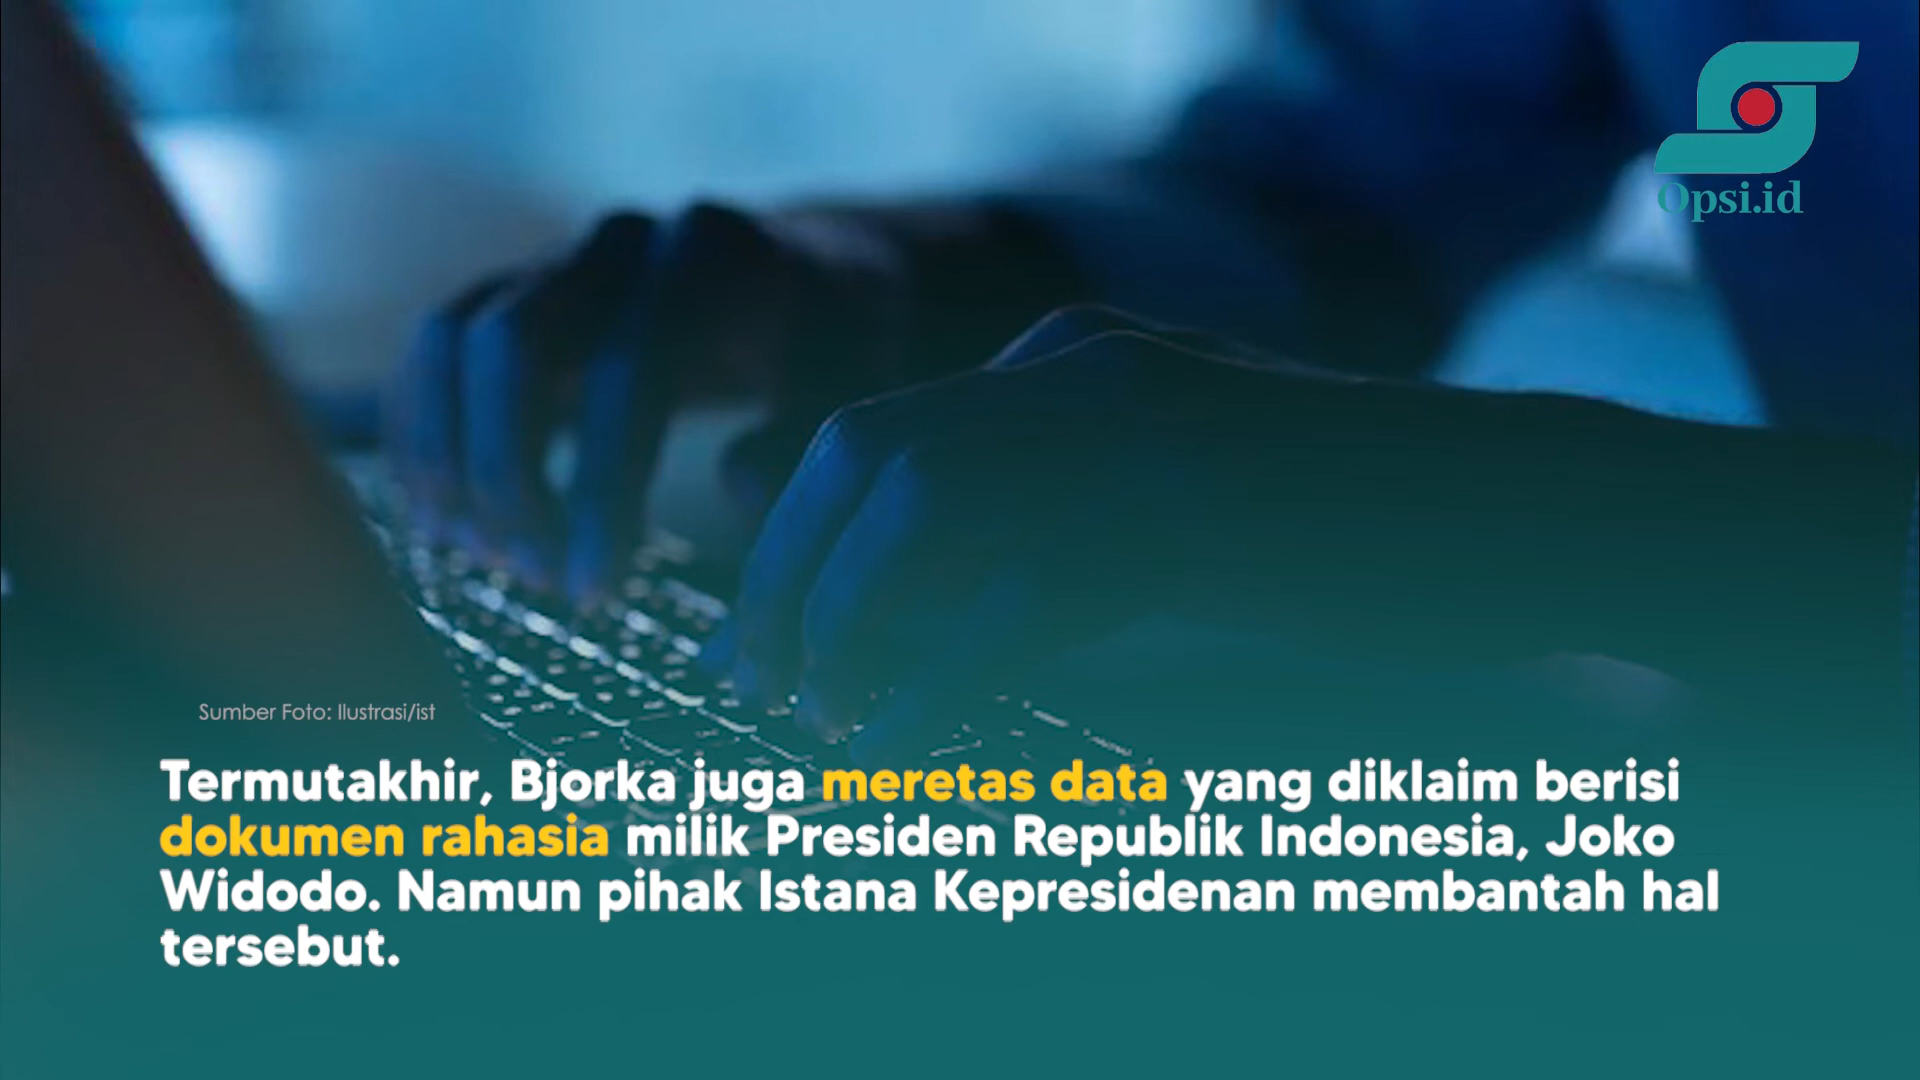 Opsi.id
Sumber Foto: Ilustrasi/ist
Termutakhir, Bjorka juga meretas data yang diklaim berisi
dokumen rahasia milik Presiden Republik Indonesia, Joko
Widodo. Namun pihak Istana Kepresidenan membantah hal
tersebut.